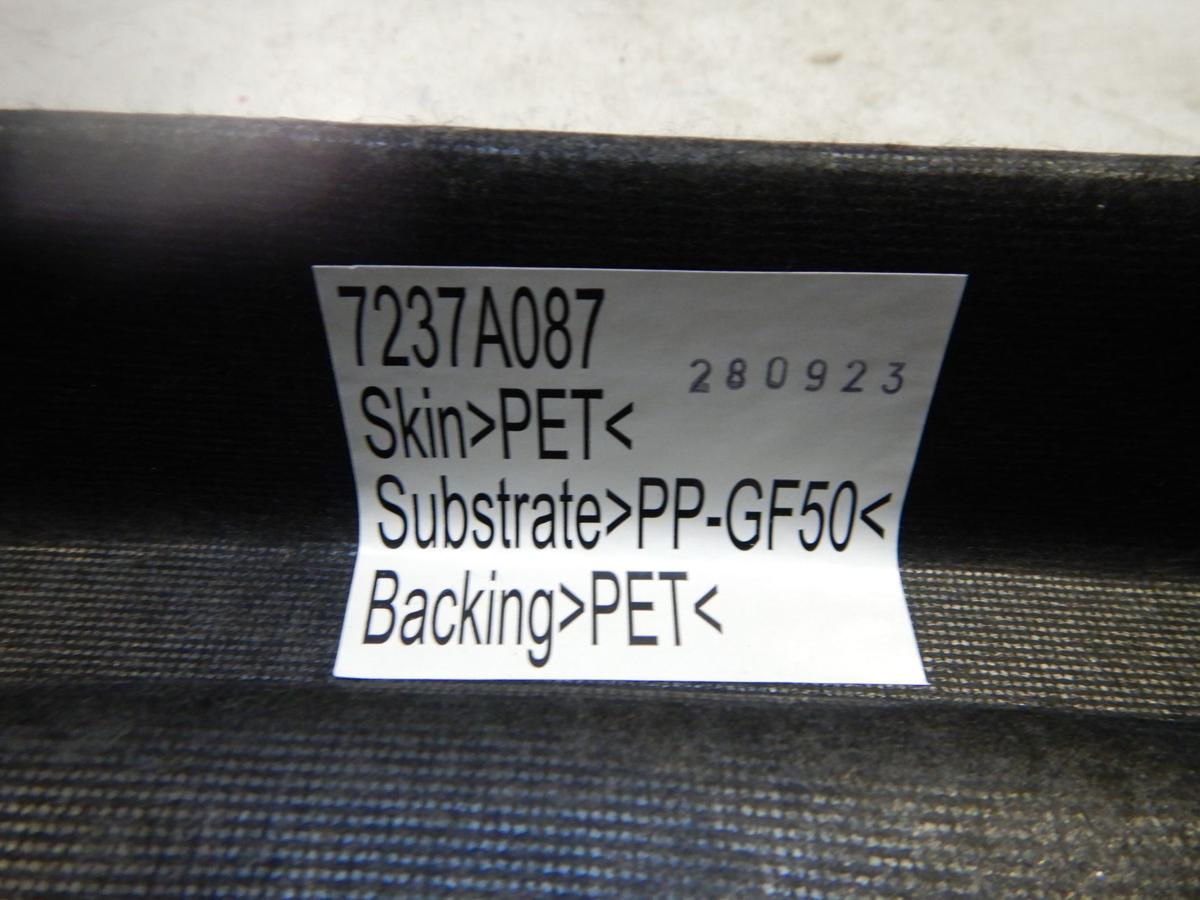 7237A087
280923
Skin>PET<
Substrate>PP-GF50<
Backing>PET<